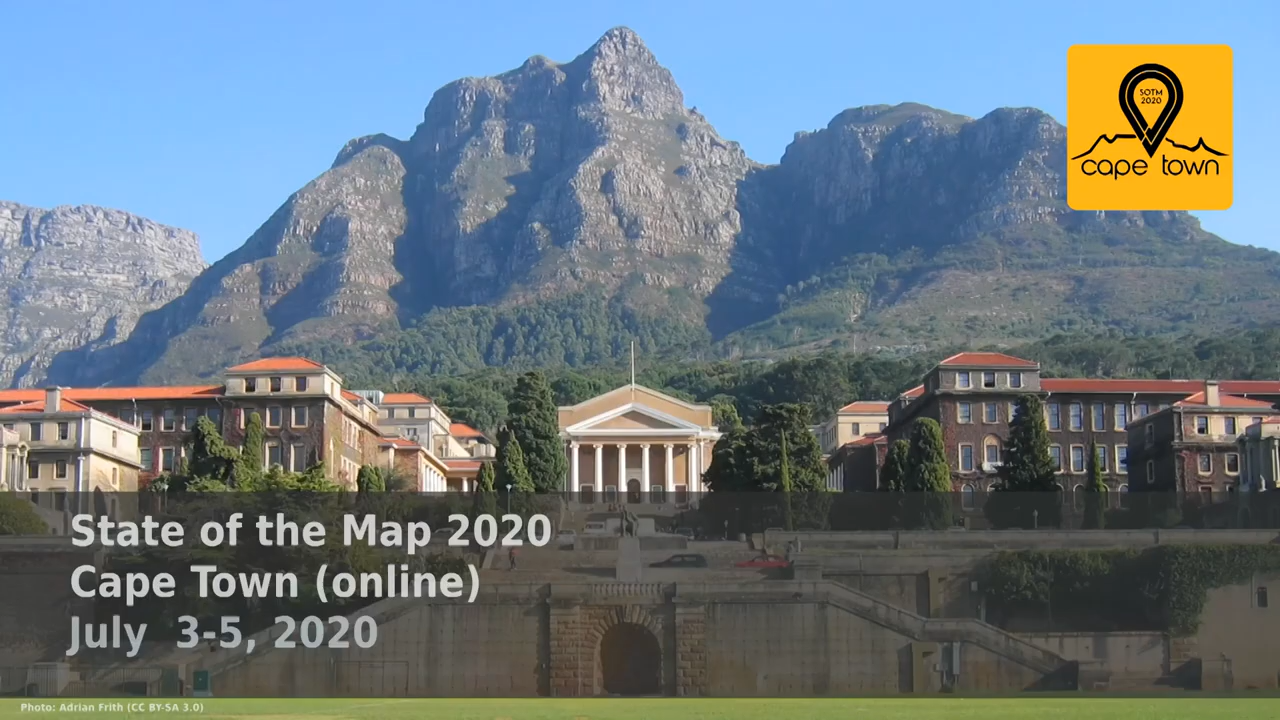 SOTM
2020
cape town
State of the Map 2020
Cape Town (online)
July 3-5, 2020
Photo: Adrian Frith (CC BY-SA 3.0)